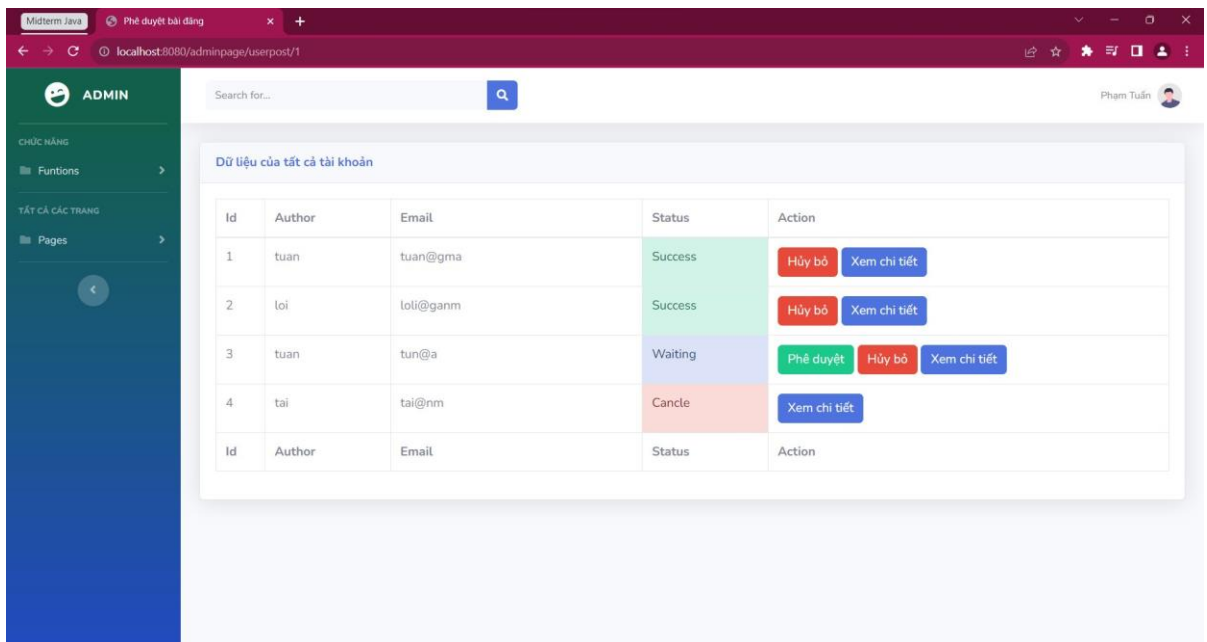 Midterm Java
Phê duyệt bài đăng
localhost:8080/adminpage/userpost/1
ADMIN
Search for...
Phạm Tuấn
CHỨC NĂNG
Funtions
TẤT CẢ CÁC TRANG
Pages
Dữ liệu của tất cả tài khoản
Id Author Email Status Action
1 tuan tuan@gma Success Hủy bỏ Xem chi tiết
2 loi loli@ganm Success Hủy bỏ Xem chi tiết
3 tuan tun@a Waiting Phê duyệt Hủy bỏ Xem chi tiết
4 tai tai@nm Cancle Xem chi tiết
Id Author Email Status Action